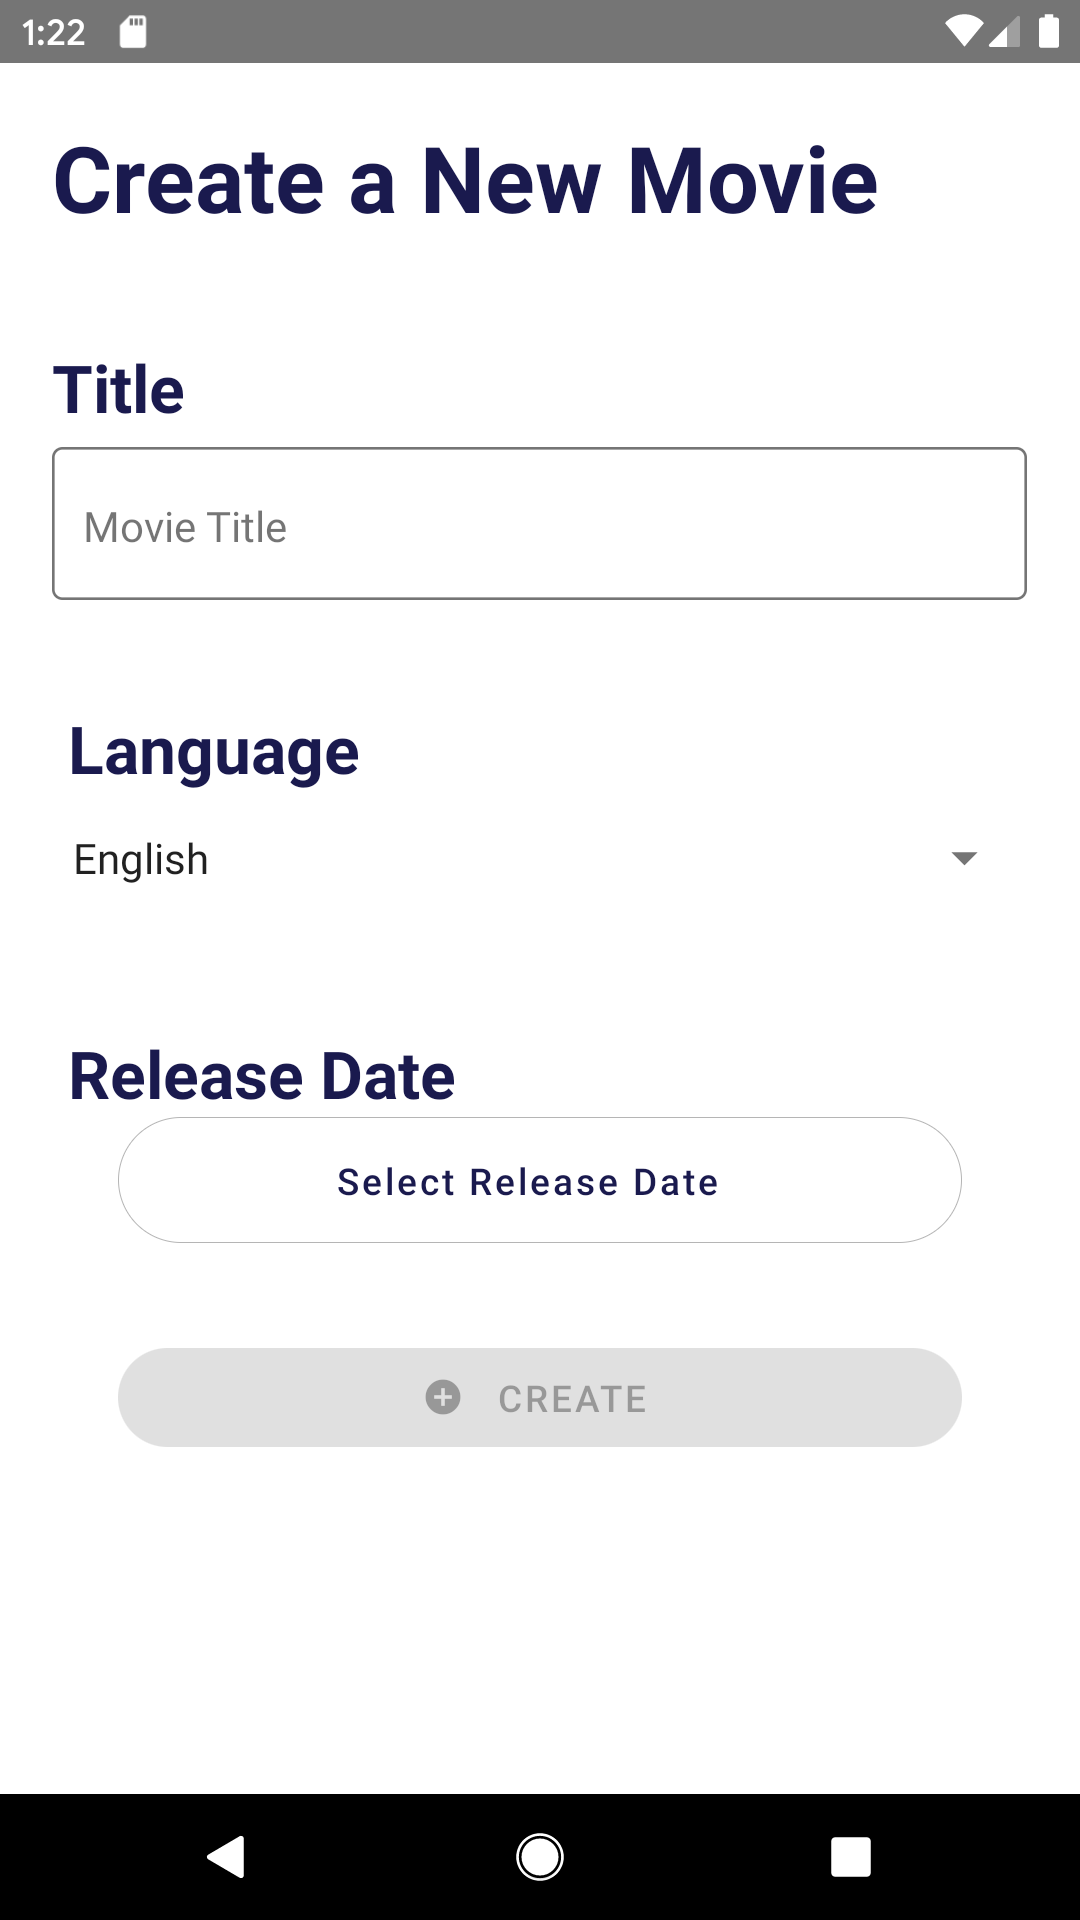 1:22
Create a New Movie
Title
Movie Title
Language
English
Release Date
Select Release Date
CREATE